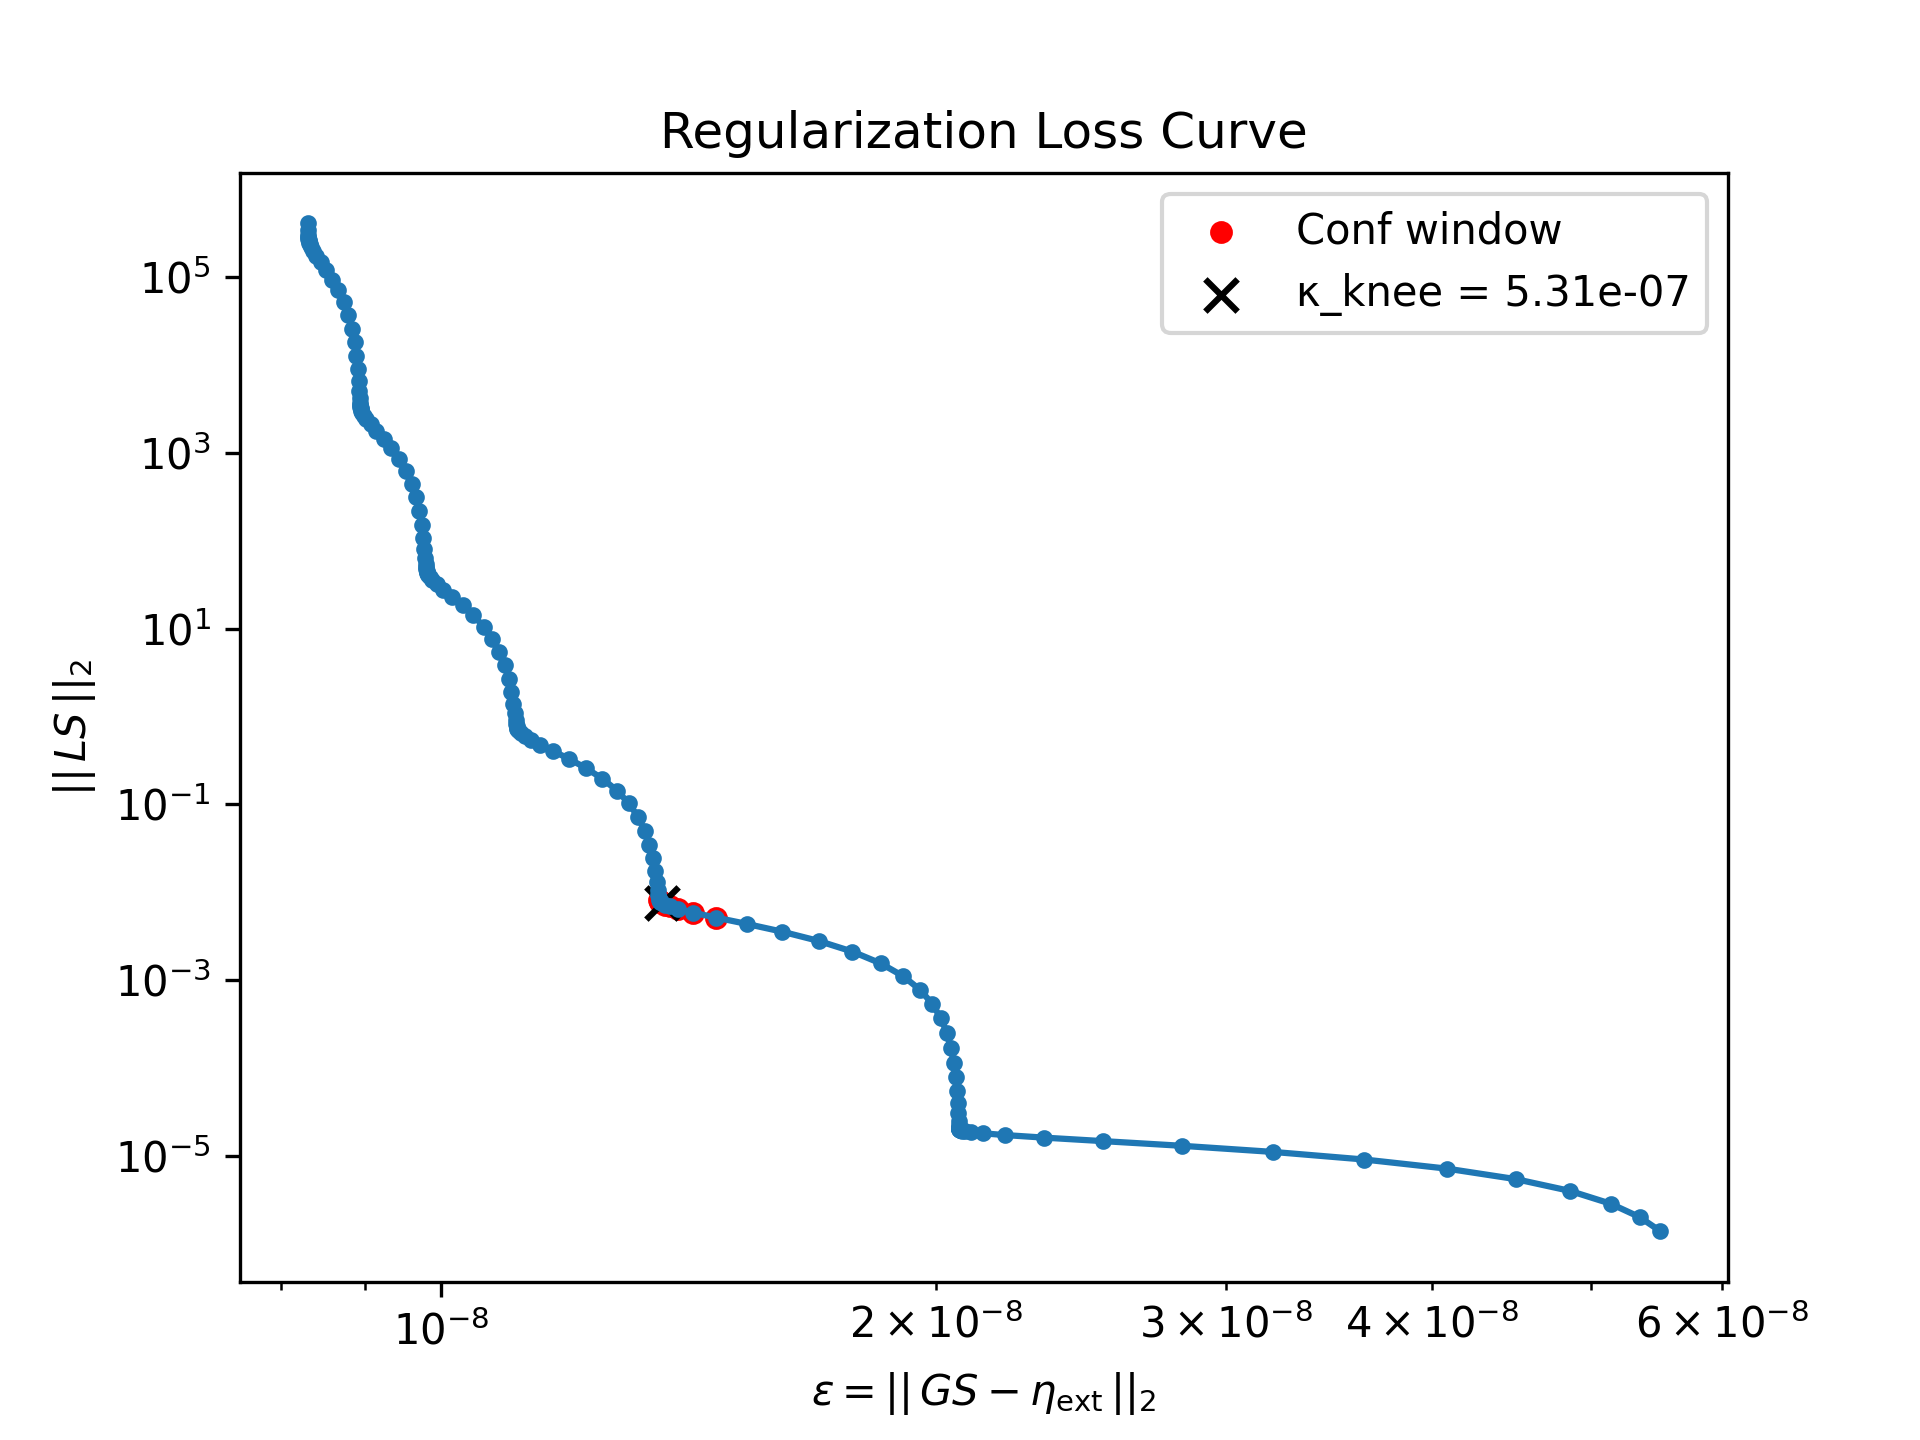 Regularization Loss Curve
Conf window
κ_knee = 5.31e-07
10⁵
10³
10¹
10⁻¹
10⁻³
10⁻⁵
||LS||₂
10⁻⁸
2 × 10⁻⁸
3 × 10⁻⁸
4 × 10⁻⁸
6 × 10⁻⁸
ε = ||GS − η_ext||₂